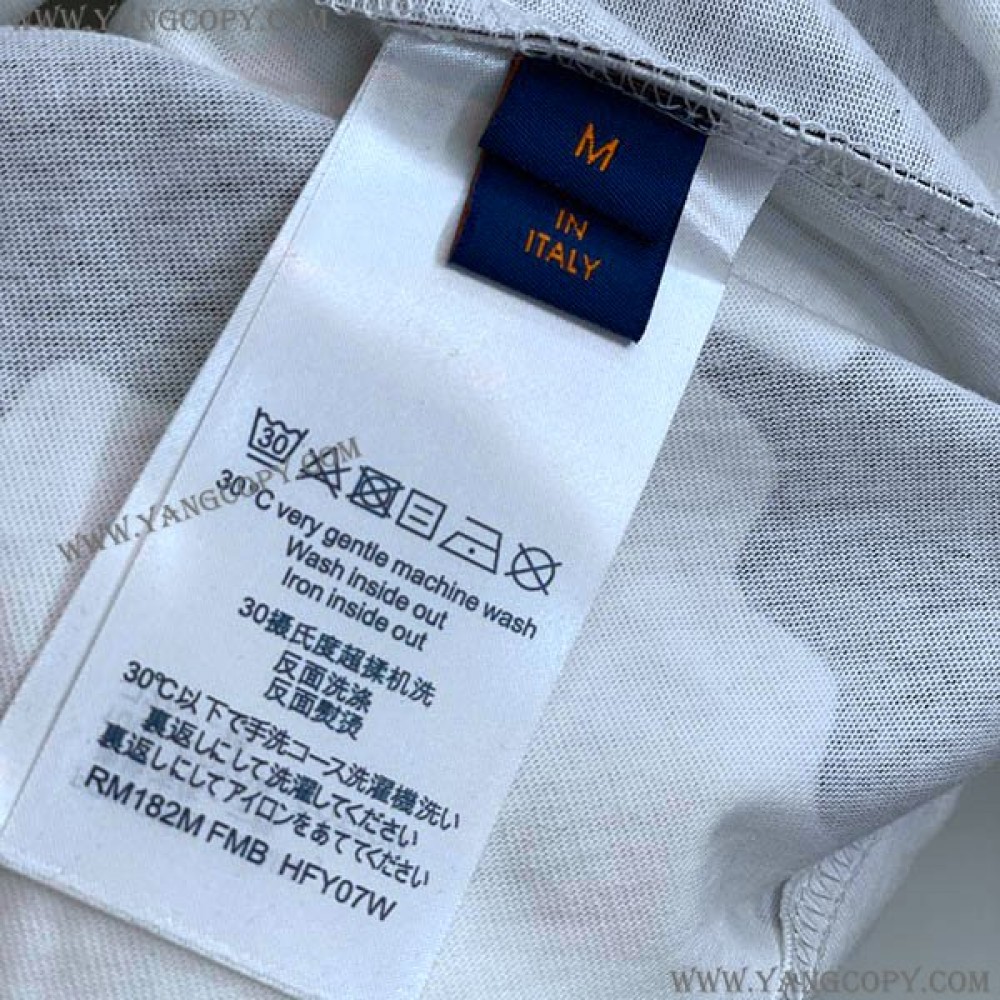 WWW.YANGCOPY.COM
M
IN
ITALY
30
WWW.YANGCOPY.COM
30°C very gentle machine wash
Wash inside out
Iron inside out
30摄氏度超揉机洗
反面洗涤
反面熨烫
30℃以下で手洗コース洗濯機洗い
裏返しにして洗濯してください
裏返しにしてアイロンをあててください
RM182M FMB HFY07W
WWW.YANGCOPY.COM